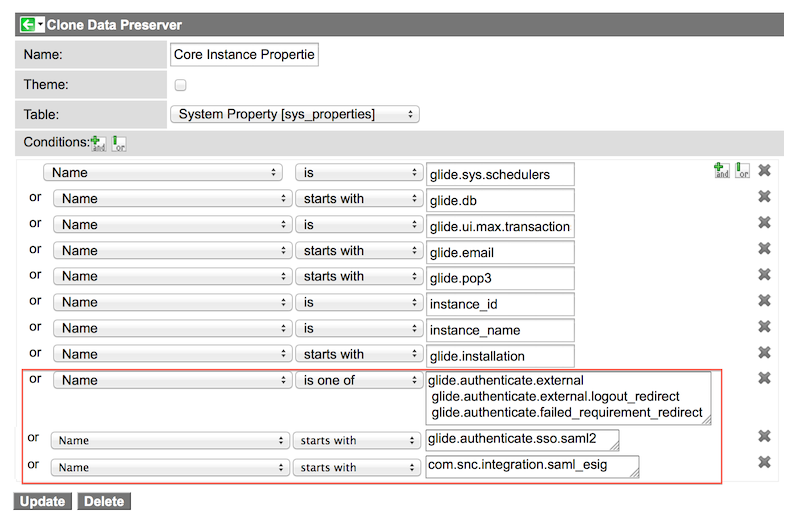 Clone Data Preserver
Name: Core Instance Propertie
Theme:
Table: System Property [sys_properties]
Conditions: and or
Name is glide.sys.schedulers and or
or Name starts with glide.db
or Name is glide.ui.max.transaction
or Name starts with glide.email
or Name starts with glide.pop3
or Name is instance_id
or Name is instance_name
or Name starts with glide.installation
or Name is one of glide.authenticate.external
glide.authenticate.external.logout_redirect
glide.authenticate.failed_requirement_redirect
or Name starts with glide.authenticate.sso.saml2
or Name starts with com.snc.integration.saml_esig
Update Delete